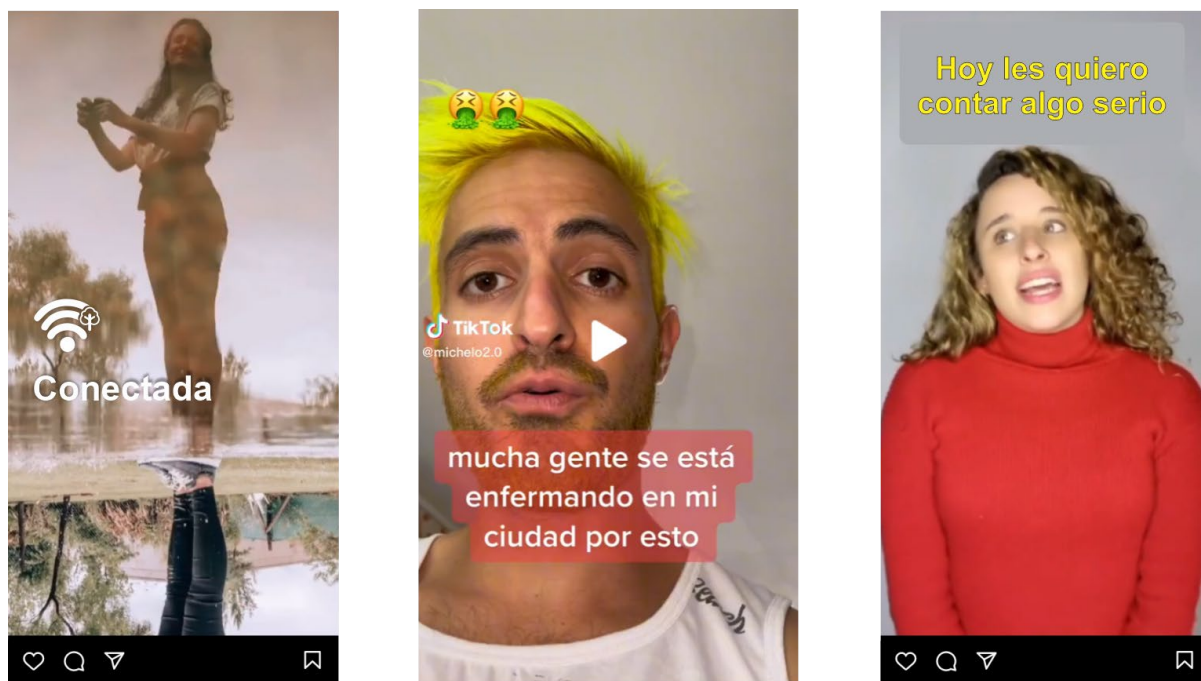 Conectada
TikTok
@michelo2.0
mucha gente se está
enfermando en mi
ciudad por esto
Hoy les quiero
contar algo serio